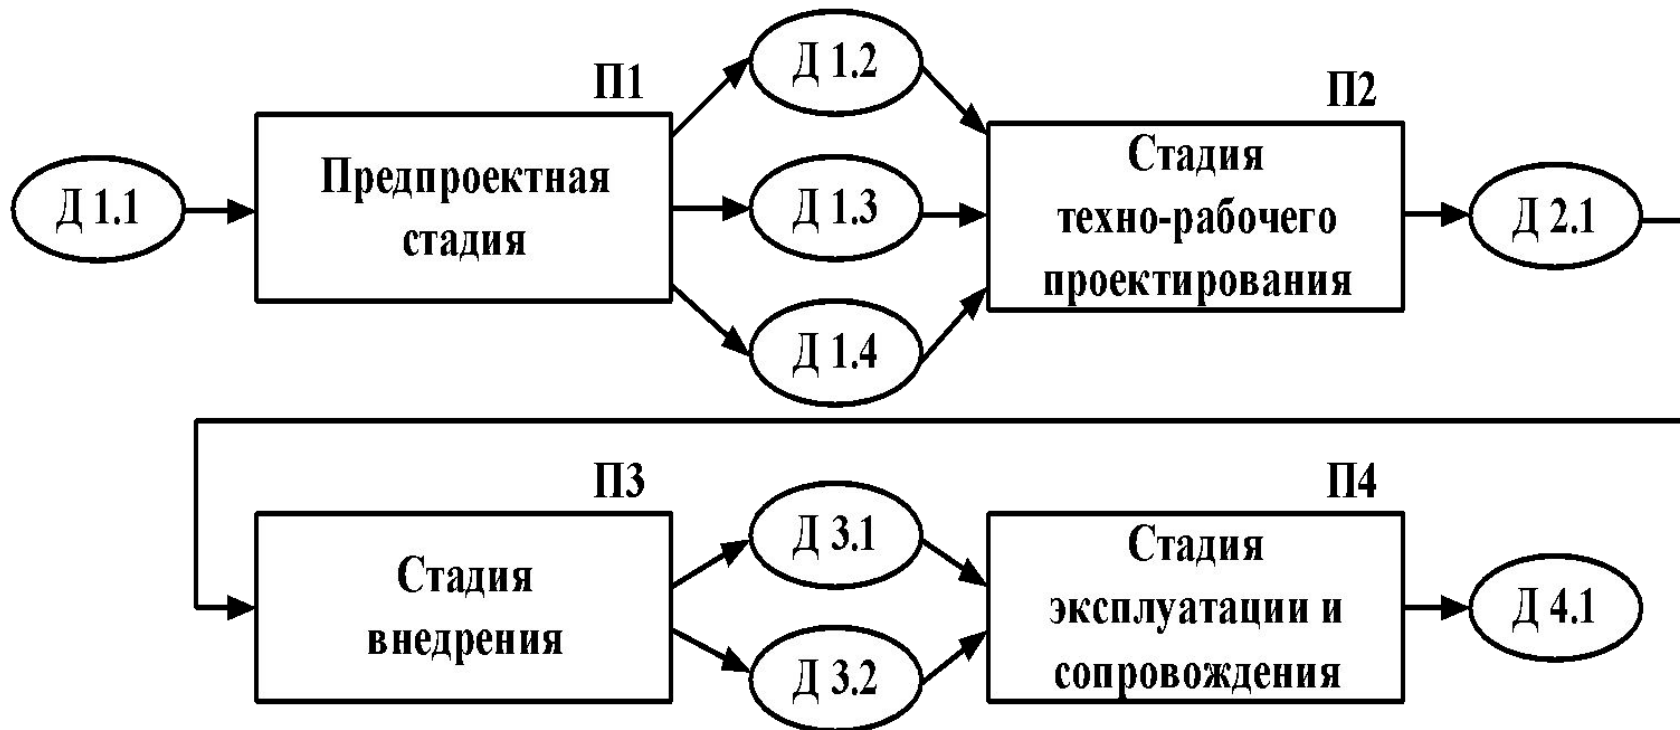 Д 1.1
П1
Предпроектная
стадия
Д 1.2
Д 1.3
Д 1.4
П2
Стадия
техно-рабочего
проектирования
Д 2.1
П3
Стадия
внедрения
Д 3.1
Д 3.2
П4
Стадия
эксплуатации и
сопровождения
Д 4.1